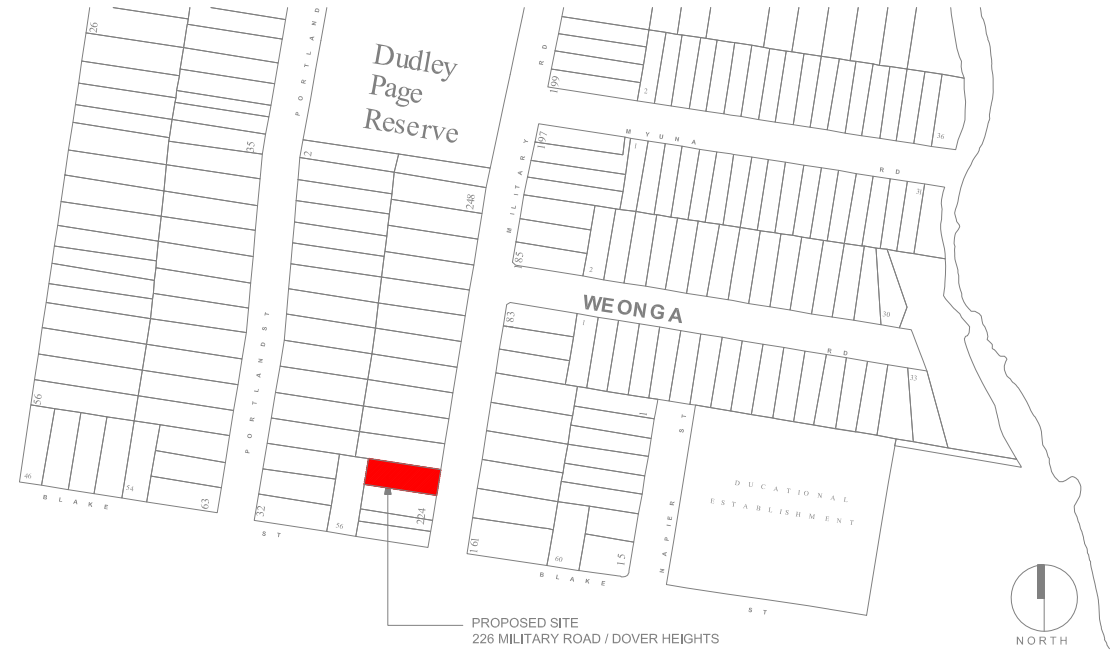 26
PORTLAND
Dudley
Page
Reserve
RD
199
2
36
35
2
197
1
MYUNA
RD
31
MILITARY
248
185
2
WEONGA
30
183
1
RD
33
PORTLAND ST
56
1
ST
46
54
63
BLAKE
32
56
224
ST
161
60
15
NAPIER
DUCATIONAL
ESTABLISHMENT
BLAKE
ST
PROPOSED SITE
226 MILITARY ROAD / DOVER HEIGHTS
NORTH